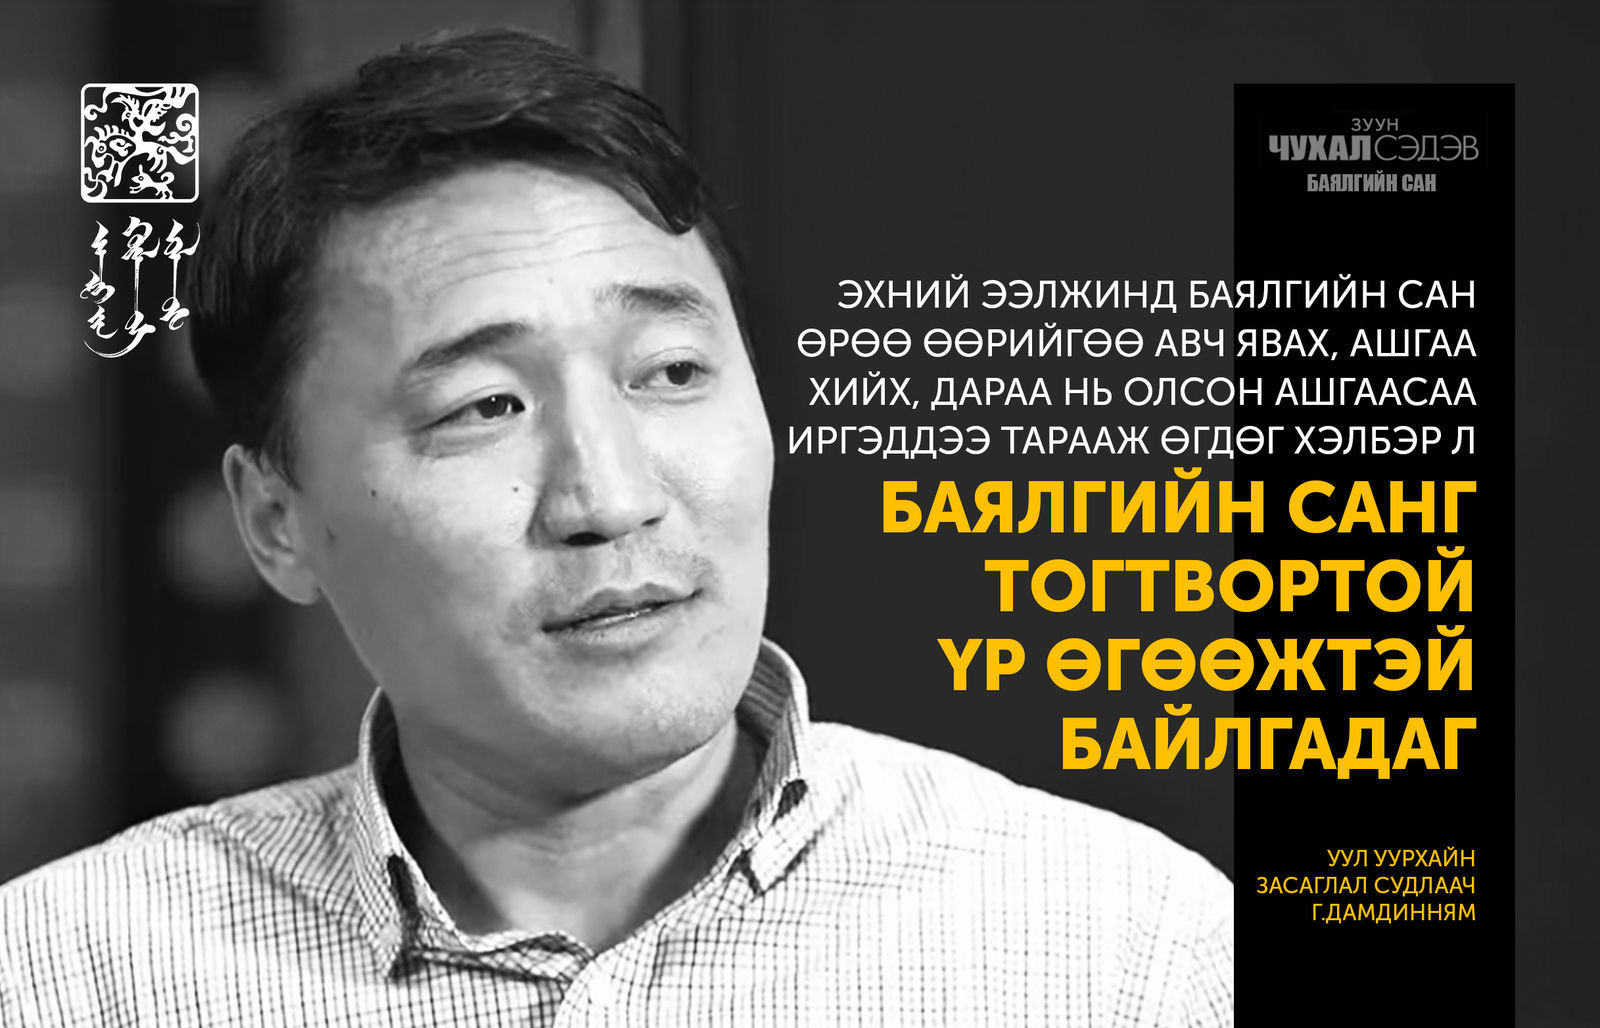 ЗУУН
ЧУХАЛ СЭДЭВ
БАЯЛГИЙН САН
ЭХНИЙ ЭЭЛЖИНД БАЯЛГИЙН САН
ӨРӨӨ ӨӨРИЙГӨӨ АВЧ ЯВАХ, АШГАА
ХИЙХ, ДАРАА НЬ ОЛСОН АШГААСАА
ИРГЭДДЭЭ ТАРААЖ ӨГДӨГ ХЭЛБЭР Л
БАЯЛГИЙН САНГ
ТОГТВОРТОЙ
ҮР ӨГӨӨЖТЭЙ
БАЙЛГАДАГ
УУЛ УУРХАЙН
ЗАСАГЛАЛ СУДЛААЧ
Г.ДАМДИННЯМ